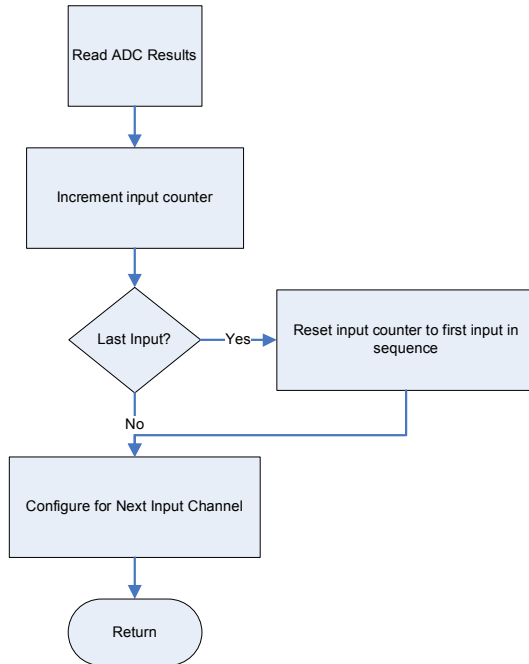 Read ADC Results
Increment input counter
Last Input?
Yes
Reset input counter to first input in
sequence
No
Configure for Next Input Channel
Return